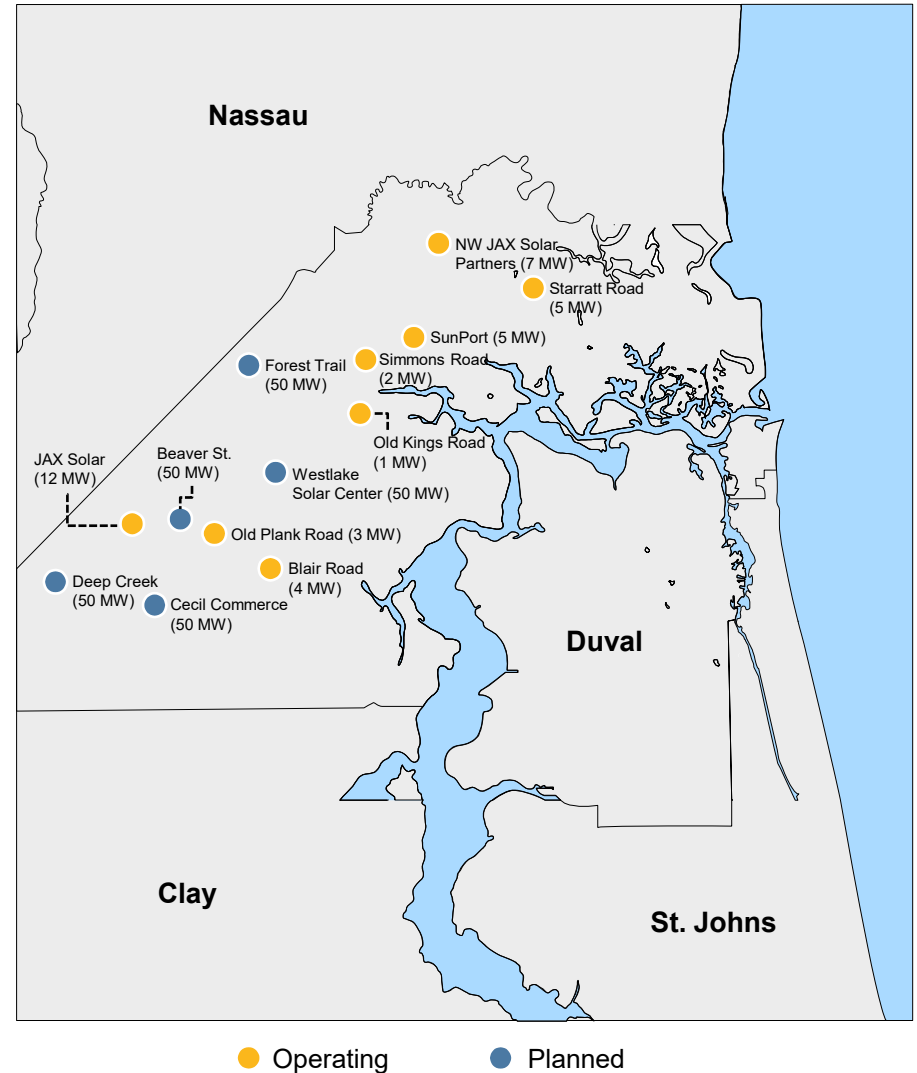 Nassau
NW JAX Solar
Partners (7 MW)
Starratt Road
(5 MW)
SunPort (5 MW)
Simmons Road
(2 MW)
Forest Trail
(50 MW)
Old Kings Road
(1 MW)
JAX Solar
(12 MW)
Beaver St.
(50 MW)
Westlake
Solar Center (50 MW)
Old Plank Road (3 MW)
Blair Road
(4 MW)
Deep Creek
(50 MW)
Cecil Commerce
(50 MW)
Duval
Clay
St. Johns
Operating
Planned